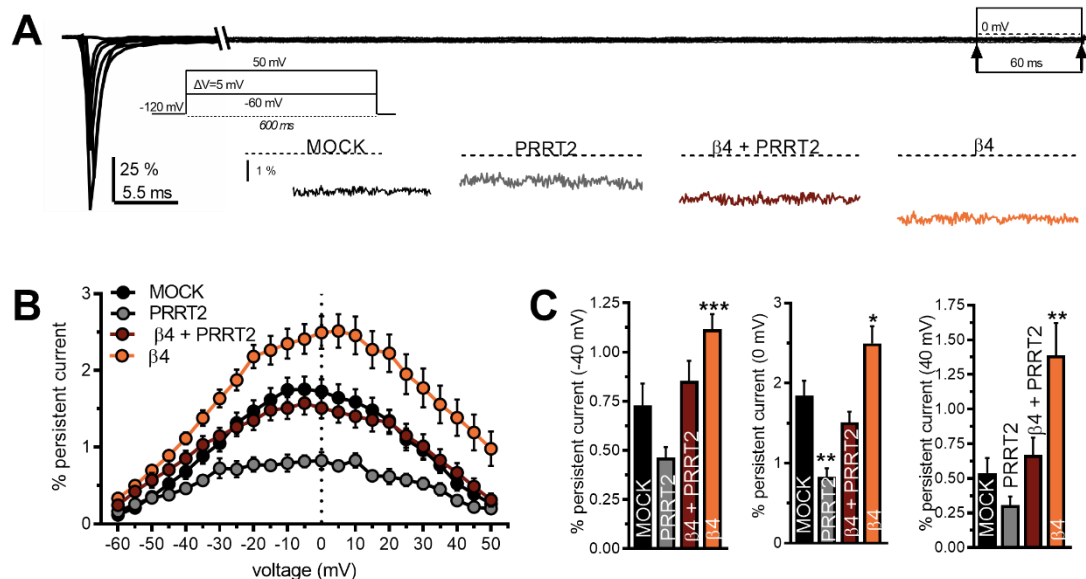 A
0 mV
60 ms
50 mV
ΔV=5 mV
-120 mV
-60 mV
600 ms
25 %
5.5 ms
MOCK
1 %
PRRT2
β4 + PRRT2
β4
B
MOCK
PRRT2
β4 + PRRT2
β4
% persistent current
3
2
1
0
-60 -50 -40 -30 -20 -10 0 10 20 30 40 50
voltage (mV)
C
% persistent current (-40 mV)
1.25
1.00
0.75
0.50
0.25
0.00
MOCK
PRRT2
β4 + PRRT2
β4
***
% persistent current (0 mV)
3
2
1
0
MOCK
PRRT2
**
β4 + PRRT2
β4
*
% persistent current (40 mV)
1.75
1.50
1.25
1.00
0.75
0.50
0.25
0.00
MOCK
PRRT2
β4 + PRRT2
β4
**